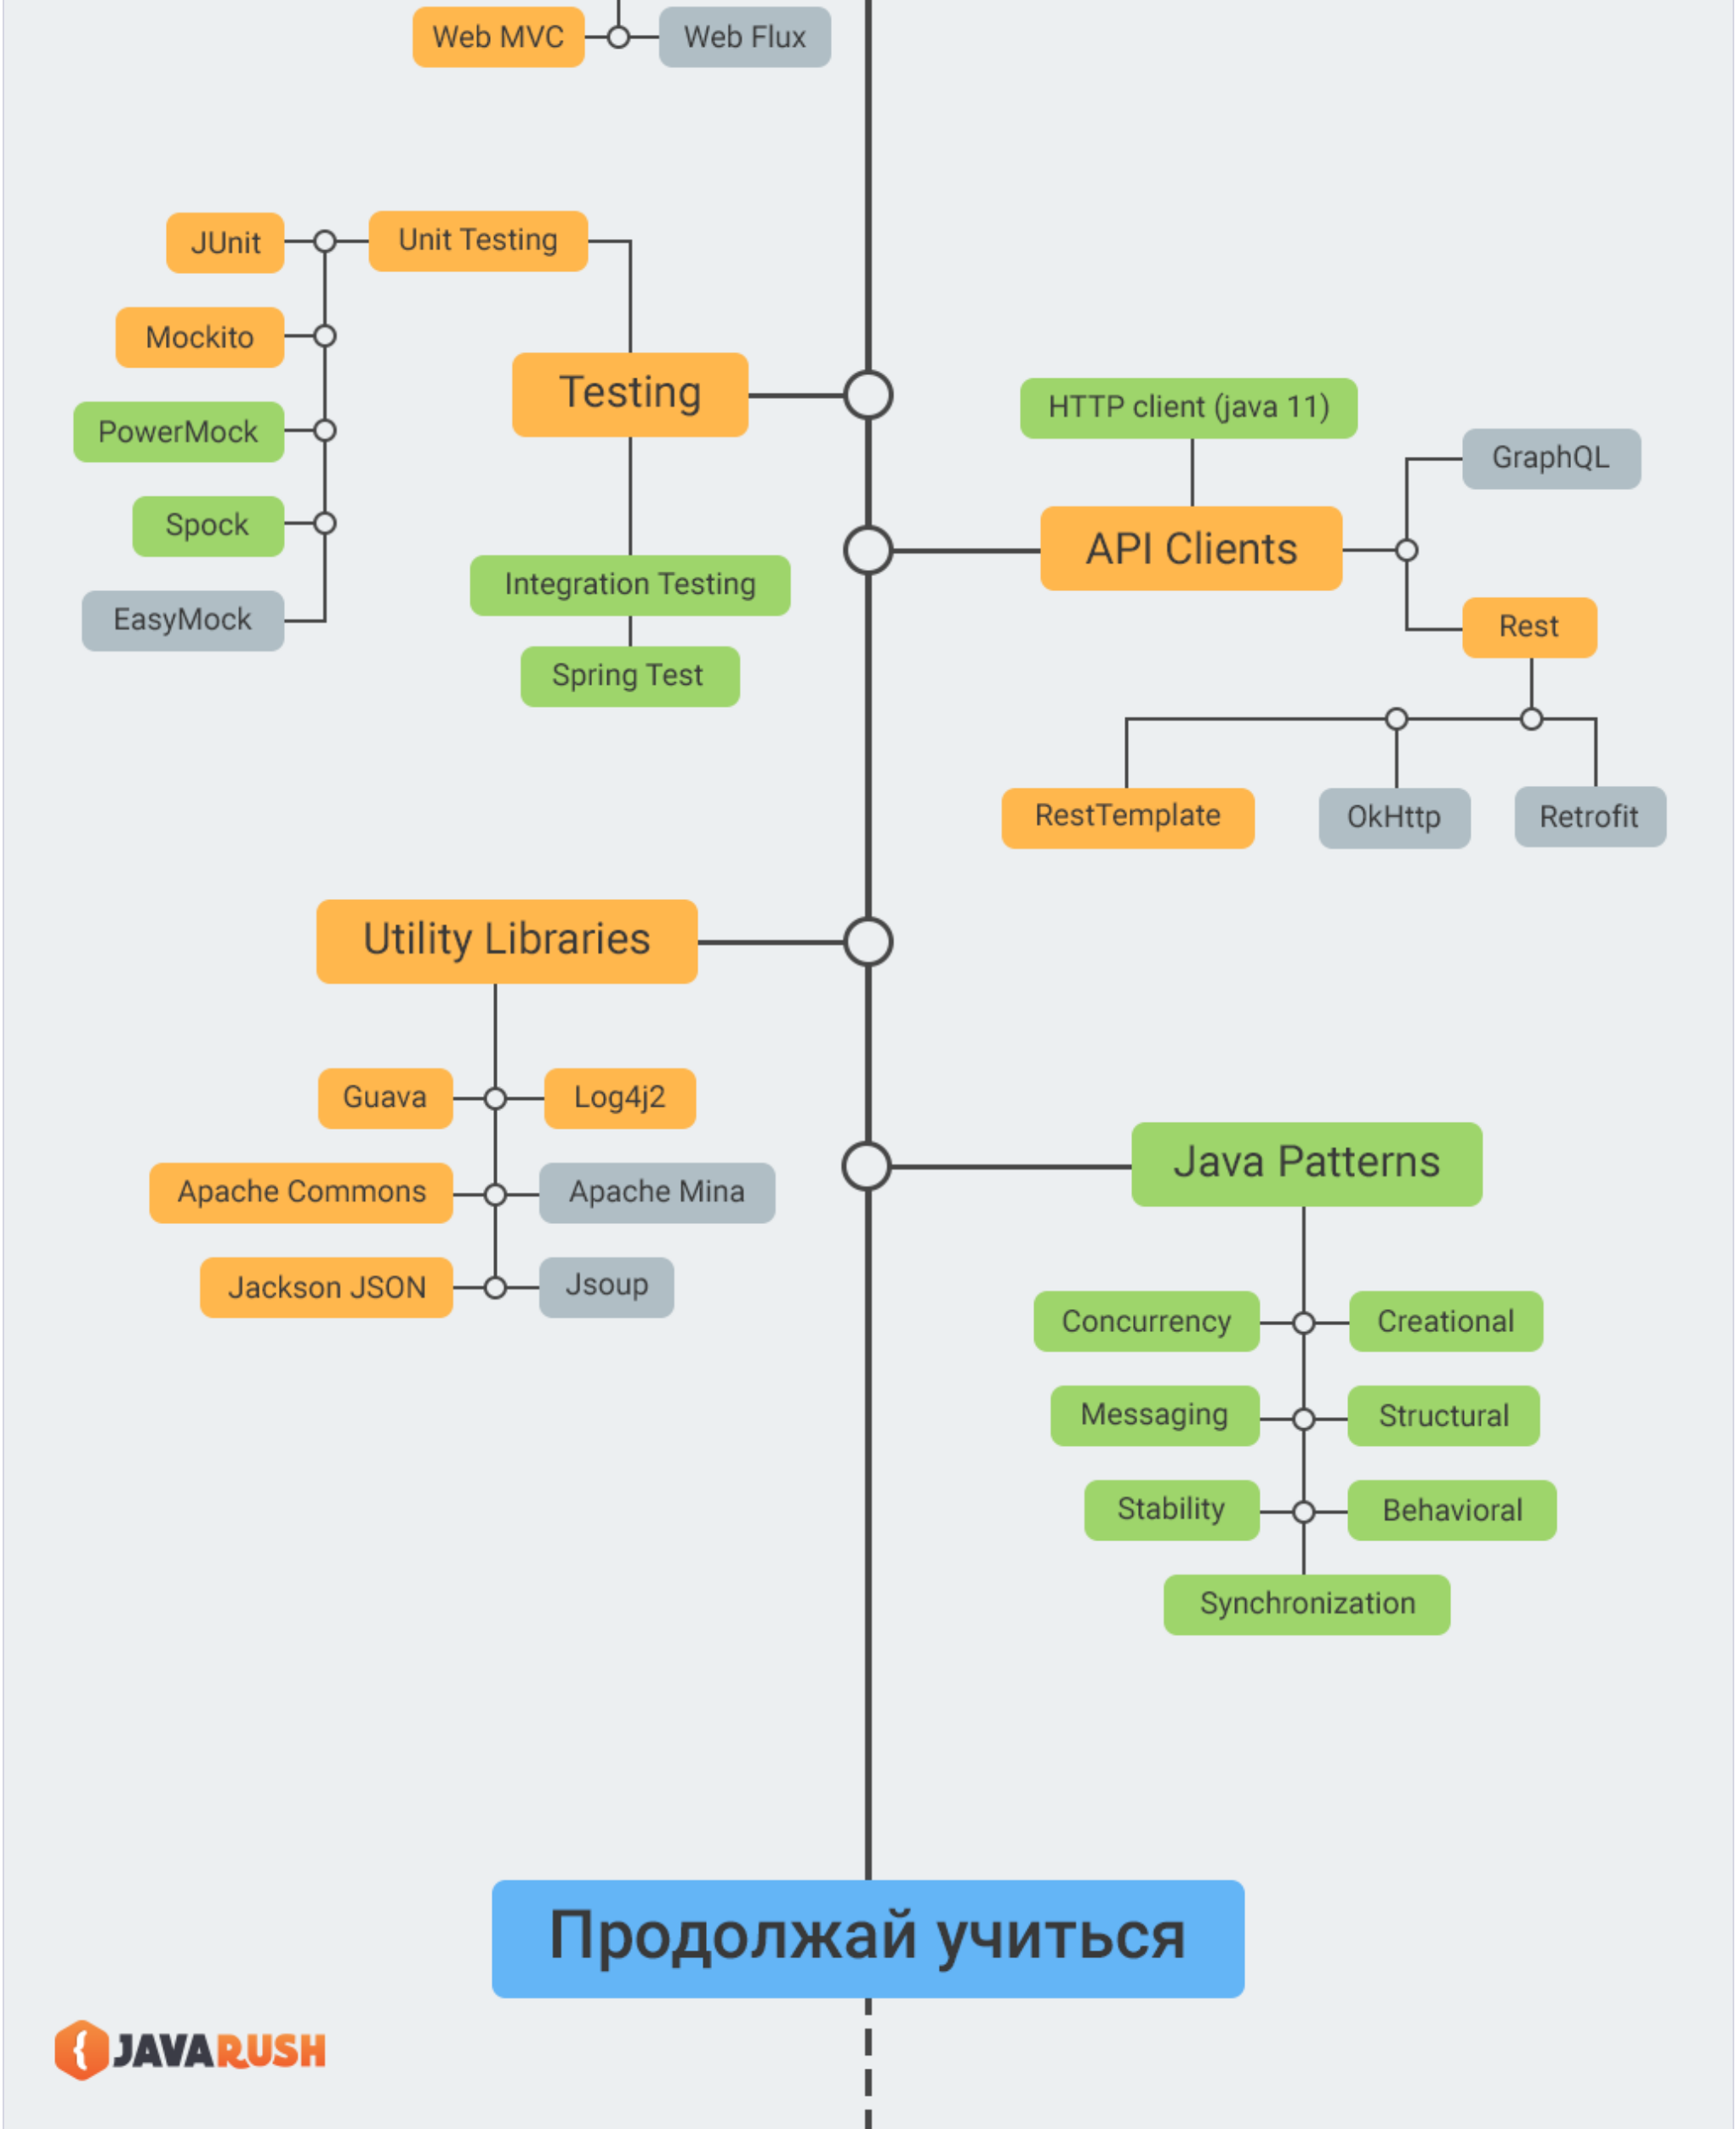 Web MVC
Web Flux
JUnit
Unit Testing
Mockito
Testing
PowerMock
Spock
Integration Testing
EasyMock
Spring Test
HTTP client (java 11)
GraphQL
API Clients
Rest
RestTemplate
OkHttp
Retrofit
Utility Libraries
Guava
Log4j2
Apache Commons
Apache Mina
Jackson JSON
Jsoup
Java Patterns
Concurrency
Creational
Messaging
Structural
Stability
Behavioral
Synchronization
Продолжай учиться
JAVARUSH